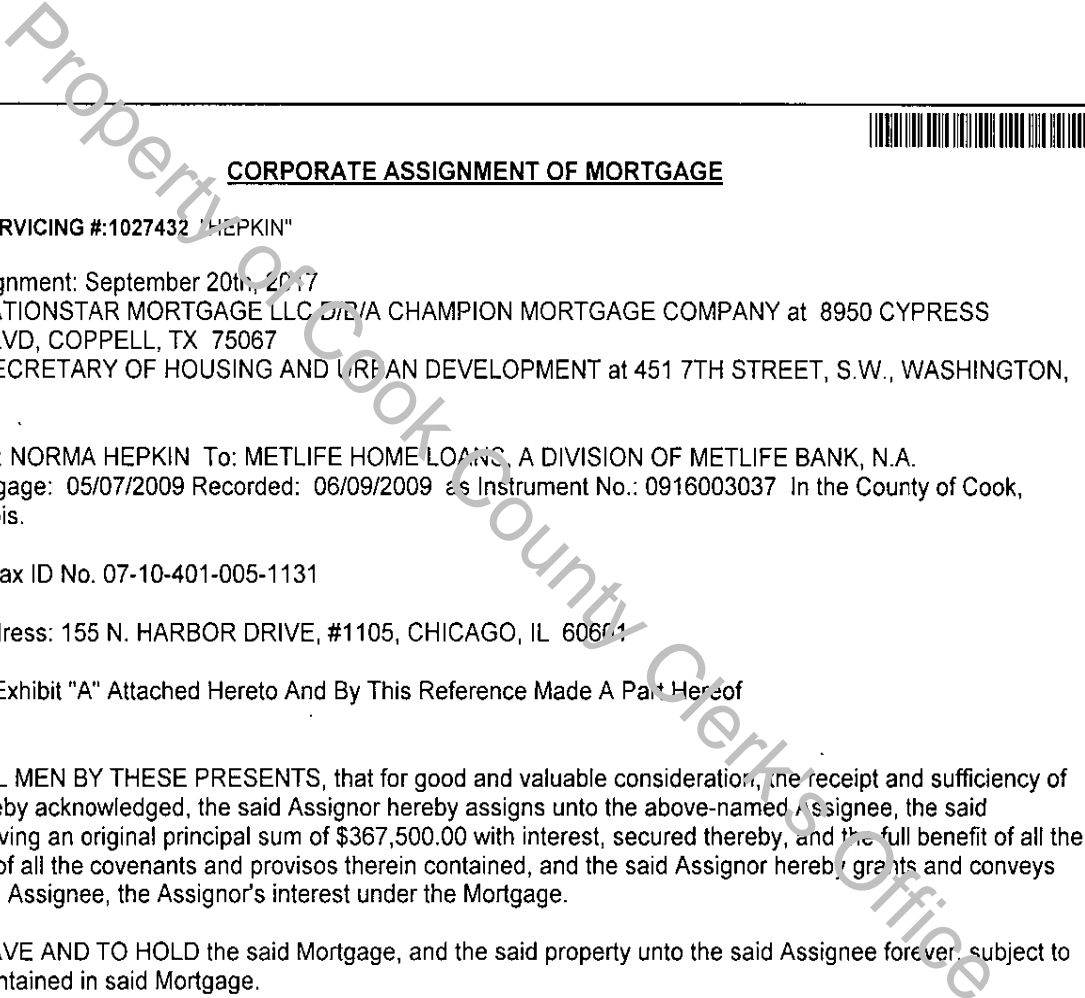 Property of Cook County Clerk's Office
CORPORATE ASSIGNMENT OF MORTGAGE
RVICING #:1027432 "HEPKIN"
gnment: September 20th, 2017
ATIONSTAR MORTGAGE LLC D/B/A CHAMPION MORTGAGE COMPANY at 8950 CYPRESS
LVD, COPPELL, TX 75067
ECRETARY OF HOUSING AND URBAN DEVELOPMENT at 451 7TH STREET, S.W., WASHINGTON,
: NORMA HEPKIN To: METLIFE HOME LOANS, A DIVISION OF METLIFE BANK, N.A.
gage: 05/07/2009 Recorded: 06/09/2009 as Instrument No.: 0916003037 In the County of Cook,
is.
ax ID No. 07-10-401-005-1131
ress: 155 N. HARBOR DRIVE, #1105, CHICAGO, IL 60601
Exhibit "A" Attached Hereto And By This Reference Made A Part Hereof
L MEN BY THESE PRESENTS, that for good and valuable consideration, the receipt and sufficiency of
eby acknowledged, the said Assignor hereby assigns unto the above-named Assignee, the said
ving an original principal sum of $367,500.00 with interest, secured thereby, and the full benefit of all the
of all the covenants and provisos therein contained, and the said Assignor hereby grants and conveys
Assignee, the Assignor's interest under the Mortgage.
AVE AND TO HOLD the said Mortgage, and the said property unto the said Assignee forever, subject to
ntained in said Mortgage.